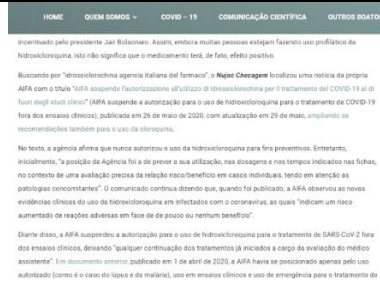 HOME QUEM SOMOS COVID – 19 COMUNICAÇÃO CIENTÍFICA OUTROS BOATO
incentivado pelo presidente Jair Bolsonaro. Assim, embora muitas pessoas estejam fazendo uso profilático da
hidroxicloroquina, isto não significa que o medicamento terá, de fato, efeito positivo.
Buscando por "idrossiclorochina agencia italiana del farmaco", o Nujoc Checagem localizou uma notícia da própria
AIFA com o título "AIFA sospende l'autorizzazione all'utilizzo di idrossiclorochina per il trattamento del COVID-19 al di
fuori degli studi clinici" (AIFA suspende a autorização para o uso de hidroxicloroquina para o tratamento de COVID-19
fora dos ensaios clínicos), publicada em 26 de maio de 2020, com atualização em 29 de maio, ampliando as
recomendações também para o uso da cloroquina.
No texto, a agência afirma que nunca autorizou o uso da hidroxicloroquina para fins preventivos. Entretanto,
inicialmente, "a posição da Agência foi a de prever a sua utilização, nas dosagens e nos tempos indicados nas fichas,
no contexto de uma avaliação precisa da relação risco/benefício em casos individuais, tendo em atenção as
patologias concomitantes". O comunicado continua dizendo que, quando foi publicado, a AIFA observou as novas
evidências clínicas do uso da hidroxicloroquina em infectados com o coronavírus, as quais "indicam um risco
aumentado de reações adversas em face de de pouco ou nenhum benefício".
Diante disso, a AIFA suspendeu a autorização para o uso de hidroxicloroquina para o tratamento de SARS-CoV-2 fora
dos ensaios clínicos, deixando "qualquer continuação dos tratamentos já iniciados a cargo da avaliação do médico
assistente". Em documento anterior, publicado em 1 de abril de 2020, a AIFA havia se posicionado apenas pelo uso
autorizado (como é o caso do lúpus e da malária), uso em ensaios clínicos e uso de emergência para o tratamento da